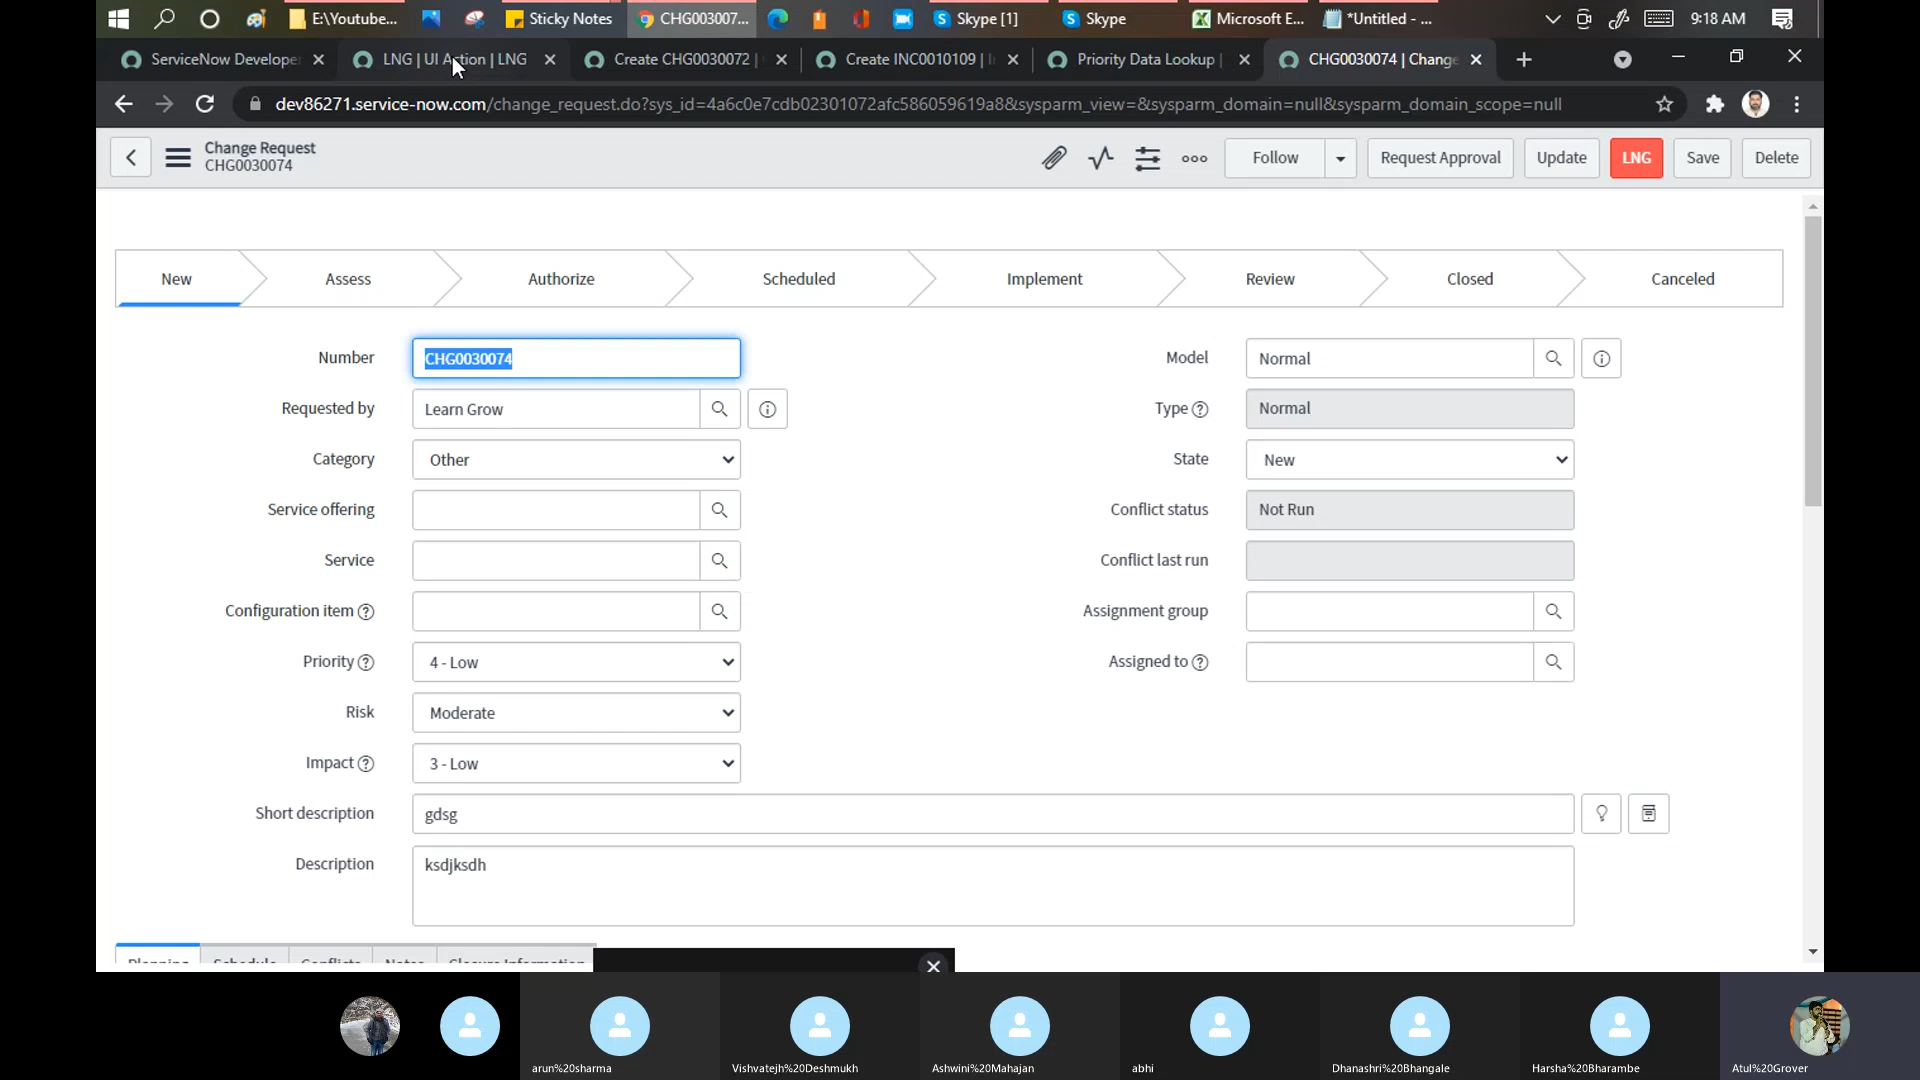 E:\Youtube...
Sticky Notes
CHG003007...
Skype [1]
Skype
Microsoft E...
*Untitled - ...
9:18 AM
ServiceNow Develope
LNG | UI Action | LNG
Create CHG0030072 |
Create INC0010109 |
Priority Data Lookup |
CHG0030074 | Change
dev86271.service-now.com/change_request.do?sys_id=4a6c0e7cdb02301072afc586059619a8&sysparm_view=&sysparm_domain=null&sysparm_domain_scope=null
Change Request
CHG0030074
Follow
Request Approval
Update
LNG
Save
Delete
New
Assess
Authorize
Scheduled
Implement
Review
Closed
Canceled
Number
CHG0030074
Model
Normal
Requested by
Learn Grow
Type
Normal
Category
Other
State
New
Service offering
Conflict status
Not Run
Service
Conflict last run
Configuration item
Assignment group
Priority
4 - Low
Assigned to
Risk
Moderate
Impact
3 - Low
Short description
gdsg
Description
ksdjksdh
Planning
Schedule
Conflicts
Notes
Closure Information
arun%20sharma
Vishvatejh%20Deshmukh
Ashwini%20Mahajan
abhi
Dhanashri%20Bhangale
Harsha%20Bharambe
Atul%20Grover